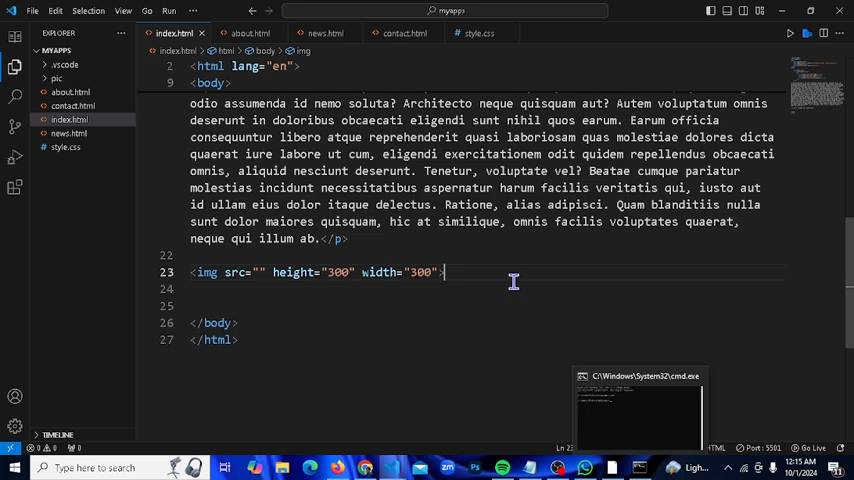 File Edit Selection View Go Run ···
myapps
EXPLORER
index.html
about.html
news.html
contact.html
style.css
index.html > html > body > img
MYAPPS
.vscode
pic
about.html
contact.html
index.html
news.html
style.css
2 <html lang="en">
9 <body>
odio assumenda id nemo soluta? Architecto neque quisquam aut? Autem voluptatum omnis
deserunt in doloribus obcaecati eligendi sunt nihil quos earum. Earum officia
consequuntur libero atque reprehenderit quasi laboriosam quas molestiae dolores dicta
quaerat iure labore ut cum, eligendi exercitationem odit quidem repellendus obcaecati
omnis, aliquid nesciunt deserunt. Tenetur, voluptate vel? Beatae cumque pariatur
molestias incidunt necessitatibus aspernatur harum facilis veritatis qui, iusto aut
id ullam eius dolor itaque delectus. Ratione, alias adipisci. Quam blanditiis nulla
sunt dolor maiores quisquam, hic at similique, omnis facilis voluptates quaerat,
neque qui illum ab.</p>
22
23 <img src="" height="300" width="300">
24
25
26 </body>
27 </html>
C:\Windows\System32\cmd.exe
TIMELINE
0 0 0
Ln 23
HTML
Port : 5501
Go Live
Type here to search
Ligh...
12:15 AM
10/1/2024
11